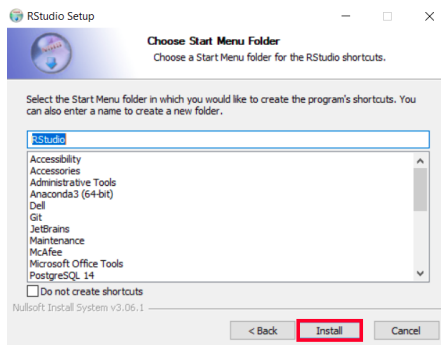 RStudio Setup
Choose Start Menu Folder
Choose a Start Menu folder for the RStudio shortcuts.
Select the Start Menu folder in which you would like to create the program's shortcuts. You
can also enter a name to create a new folder.
RStudio
Accessibility
Accessories
Administrative Tools
Anaconda3 (64-bit)
Dell
Git
JetBrains
Maintenance
McAfee
Microsoft Office Tools
PostgreSQL 14
Do not create shortcuts
Nullsoft Install System v3.06.1
< Back Install Cancel